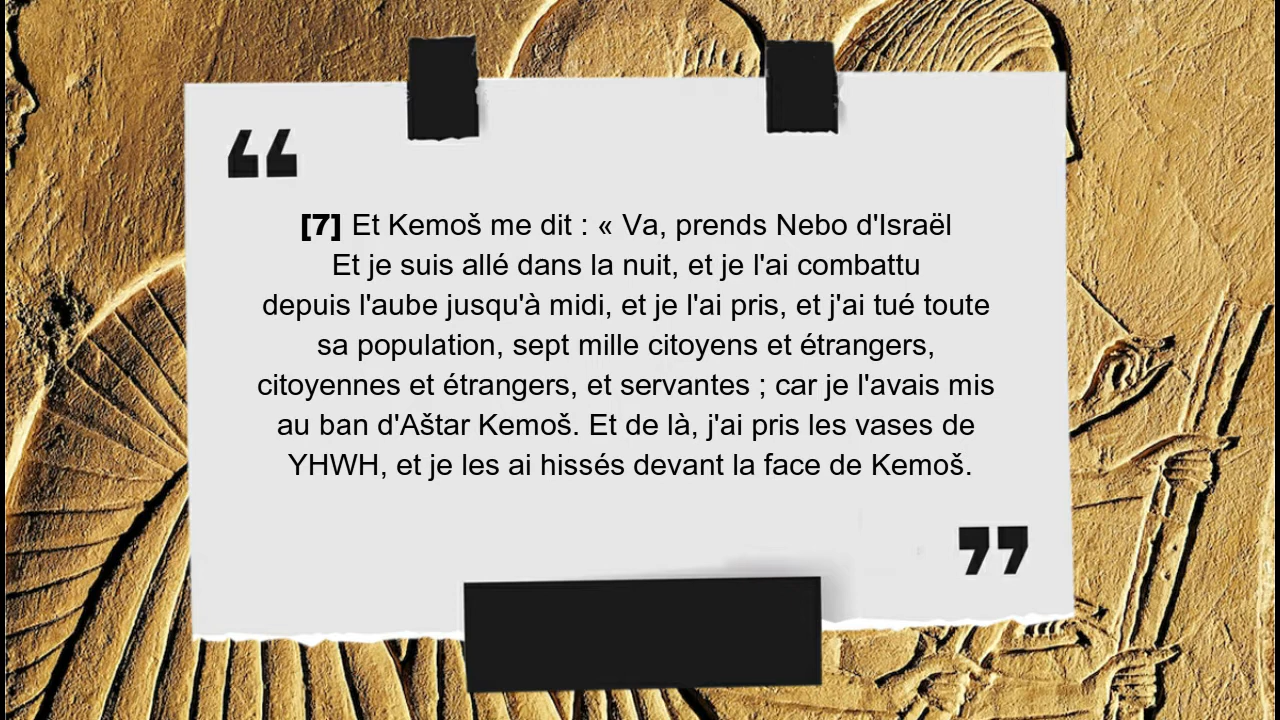 [7] Et Kemoš me dit : « Va, prends Nebo d'Israël
Et je suis allé dans la nuit, et je l'ai combattu
depuis l'aube jusqu'à midi, et je l'ai pris, et j'ai tué toute
sa population, sept mille citoyens et étrangers,
citoyennes et étrangers, et servantes ; car je l'avais mis
au ban d'Aštar Kemoš. Et de là, j'ai pris les vases de
YHWH, et je les ai hissés devant la face de Kemoš.